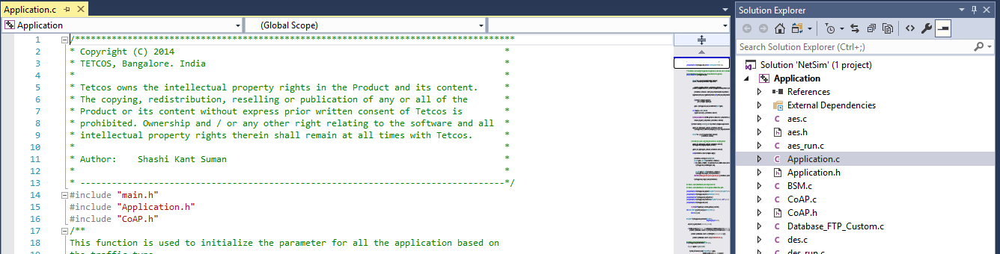 Application.c
Application
(Global Scope)
1 /************************************************************************************
2 * Copyright (C) 2014 *
3 * TETCOS, Bangalore. India *
4 * *
5 * Tetcos owns the intellectual property rights in the Product and its content. *
6 * The copying, redistribution, reselling or publication of any or all of the *
7 * Product or its content without express prior written consent of Tetcos is *
8 * prohibited. Ownership and / or any other right relating to the software and all *
9 * intellectual property rights therein shall remain at all times with Tetcos. *
10 * *
11 * Author: Shashi Kant Suman *
12 * *
13 * ---------------------------------------------------------------------------------*/
14 #include "main.h"
15 #include "Application.h"
16 #include "CoAP.h"
17 /**
18 This function is used to initialize the parameter for all the application based on
19 the traffic type
Solution Explorer
Search Solution Explorer (Ctrl+;)
Solution 'NetSim' (1 project)
Application
References
External Dependencies
aes.c
aes.h
aes_run.c
Application.c
Application.h
BSM.c
CoAP.c
CoAP.h
Database_FTP_Custom.c
des.c
des_run.c